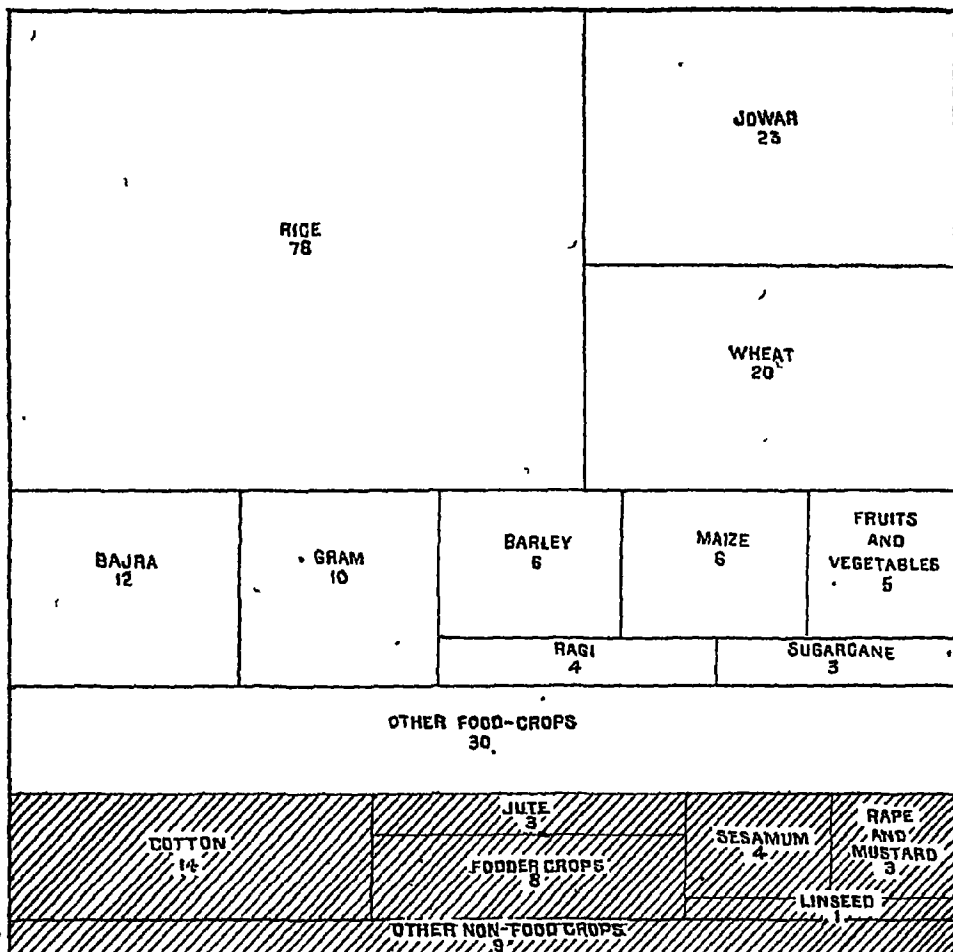 JOWAR
23
RICE
78
WHEAT
20
BAJRA
12
GRAM
10
BARLEY
6
MAIZE
6
FRUITS
AND
VEGETABLES
5
RAGI
4
SUGARCANE
3
OTHER FOOD-CROPS
30
COTTON
14
JUTE
3
FODDER CROPS
8
SESAMUM
4
RAPE
AND
MUSTARD
3
LINSEED
1
OTHER NON-FOOD CROPS
9